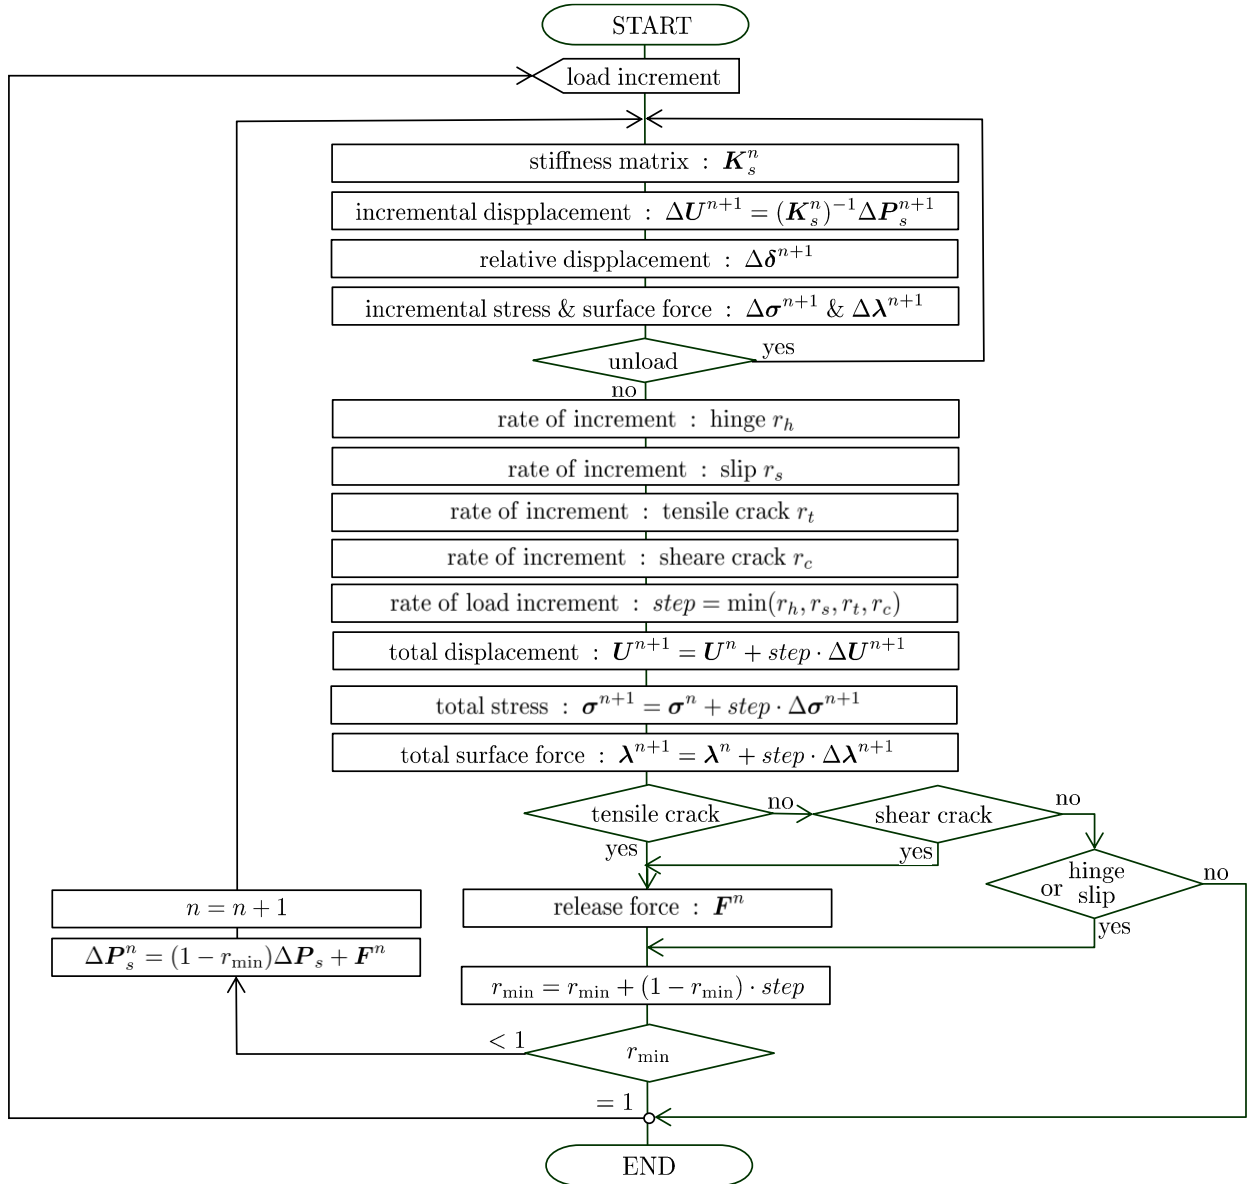 START
load increment
stiffness matrix : K_s^n
incremental dispplacement : ΔU^{n+1} = (K_s^n)^{-1}ΔP_s^{n+1}
relative dispplacement : Δδ^{n+1}
incremental stress & surface force : Δσ^{n+1} & Δλ^{n+1}
unload
yes
no
rate of increment : hinge r_h
rate of increment : slip r_s
rate of increment : tensile crack r_t
rate of increment : sheare crack r_c
rate of load increment : step = min(r_h, r_s, r_t, r_c)
total displacement : U^{n+1} = U^n + step · ΔU^{n+1}
total stress : σ^{n+1} = σ^n + step · Δσ^{n+1}
total surface force : λ^{n+1} = λ^n + step · Δλ^{n+1}
tensile crack
no
shear crack
no
yes
yes
hinge
or slip
no
yes
release force : F^n
n = n + 1
ΔP_s^n = (1 − r_min)ΔP_s + F^n
r_min = r_min + (1 − r_min) · step
< 1
r_min
= 1
END